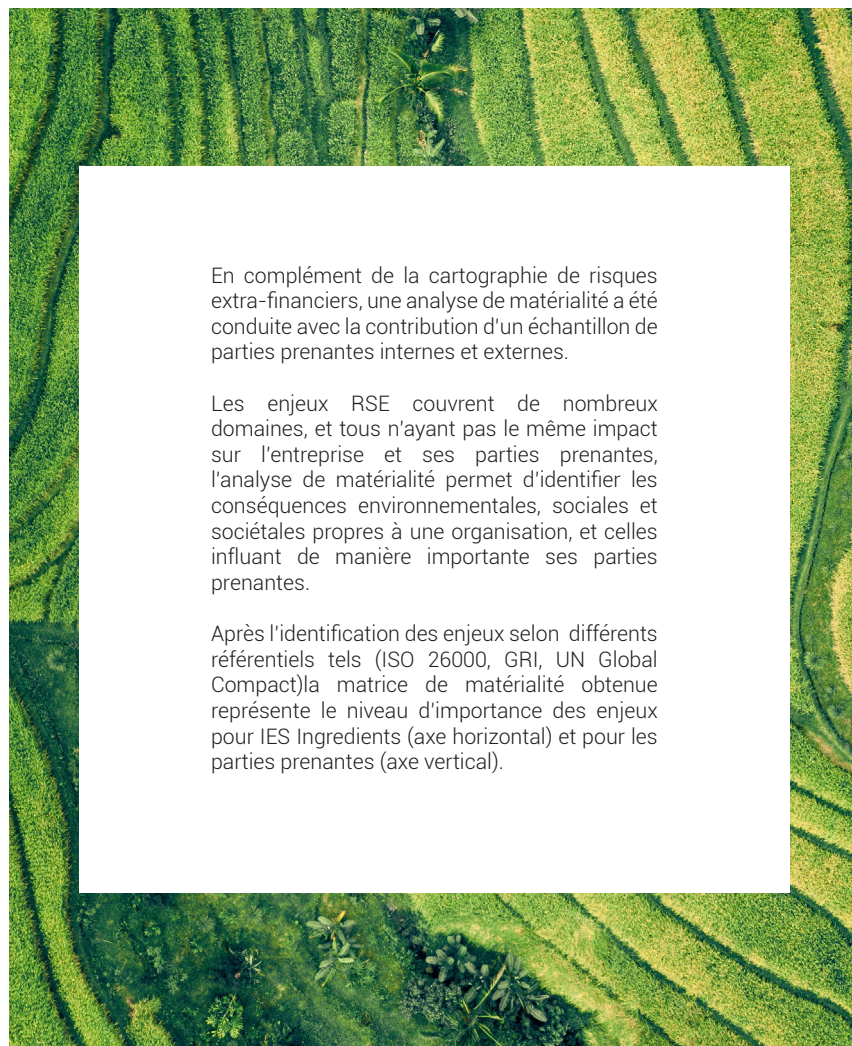 En complément de la cartographie de risques
extra-financiers, une analyse de matérialité a été
conduite avec la contribution d'un échantillon de
parties prenantes internes et externes.
Les enjeux RSE couvrent de nombreux
domaines, et tous n'ayant pas le même impact
sur l'entreprise et ses parties prenantes,
l'analyse de matérialité permet d'identifier les
conséquences environnementales, sociales et
sociétales propres à une organisation, et celles
influant de manière importante ses parties
prenantes.
Après l'identification des enjeux selon différents
référentiels tels (ISO 26000, GRI, UN Global
Compact)la matrice de matérialité obtenue
représente le niveau d'importance des enjeux
pour IES Ingredients (axe horizontal) et pour les
parties prenantes (axe vertical).